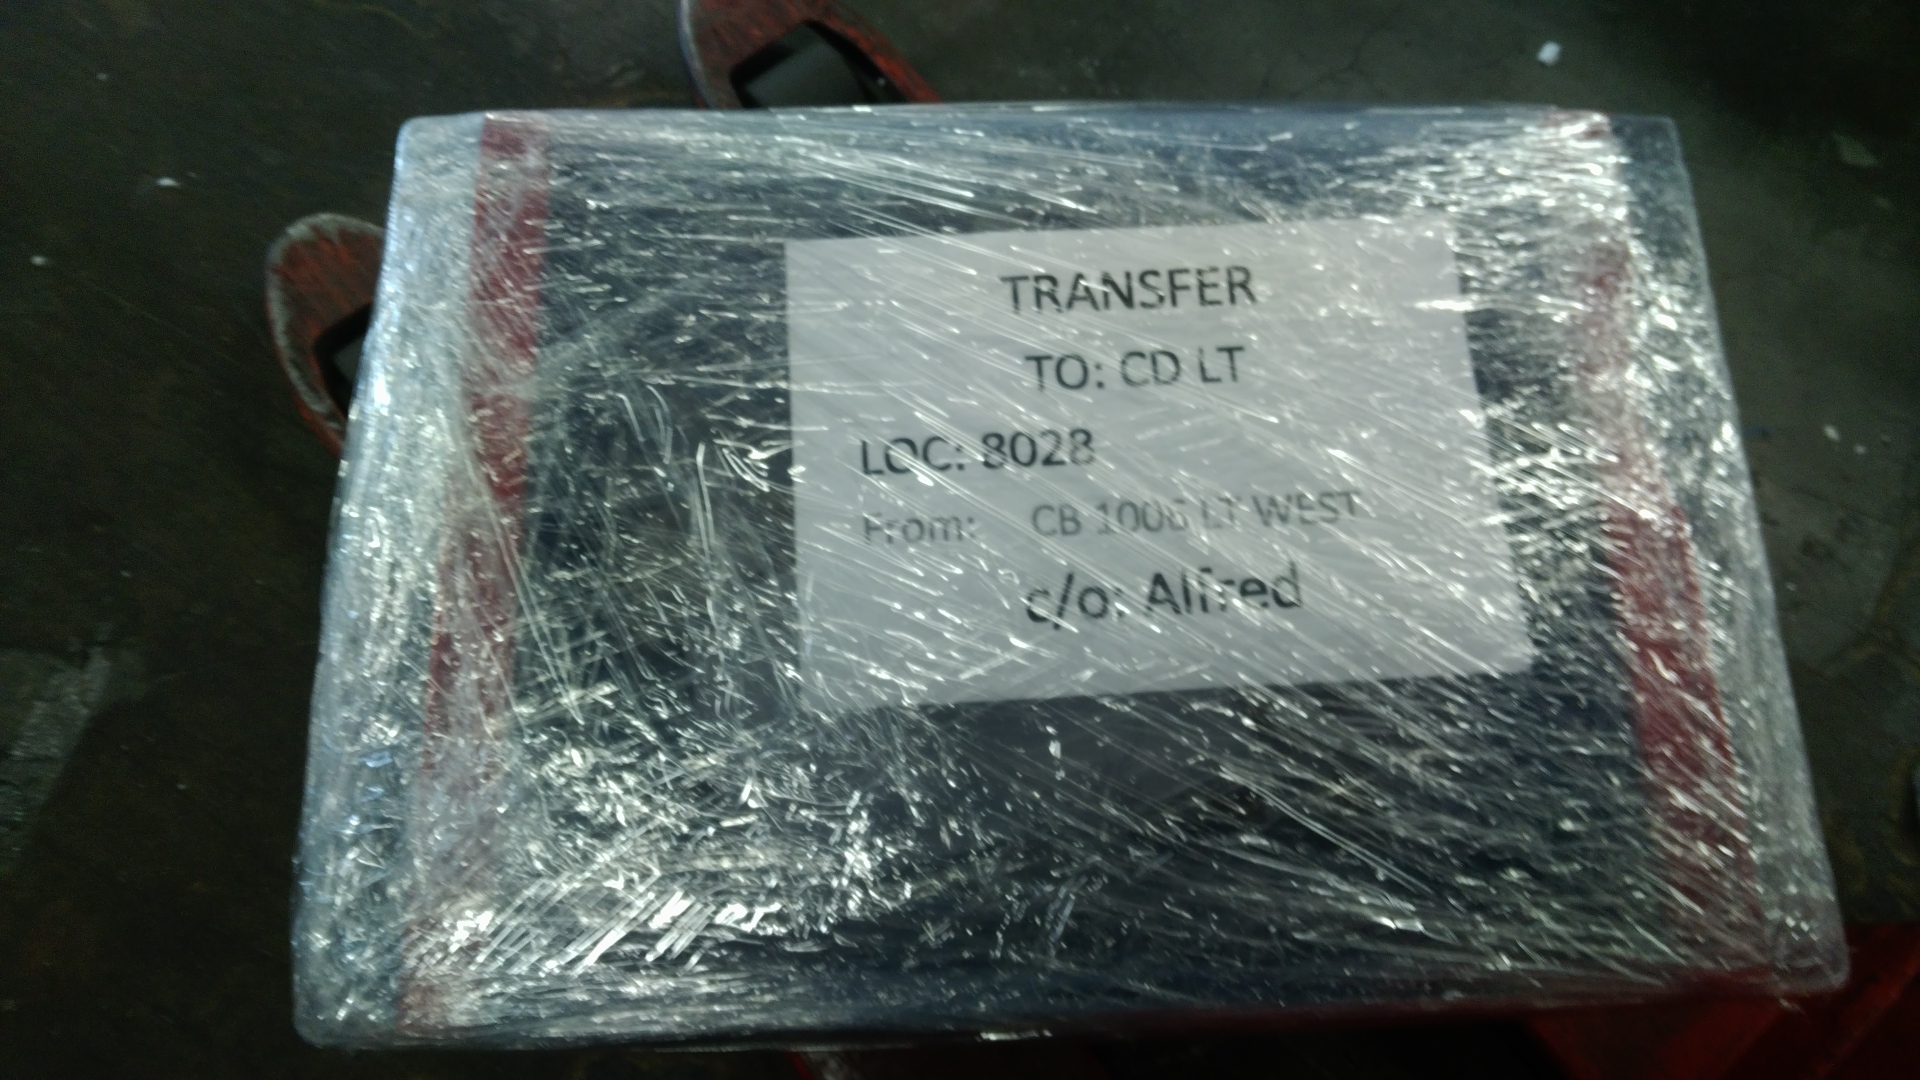 TRANSFER
TO: CD LT
LOC: 8028
From: CB 1006 LT WEST
c/o: Alfred